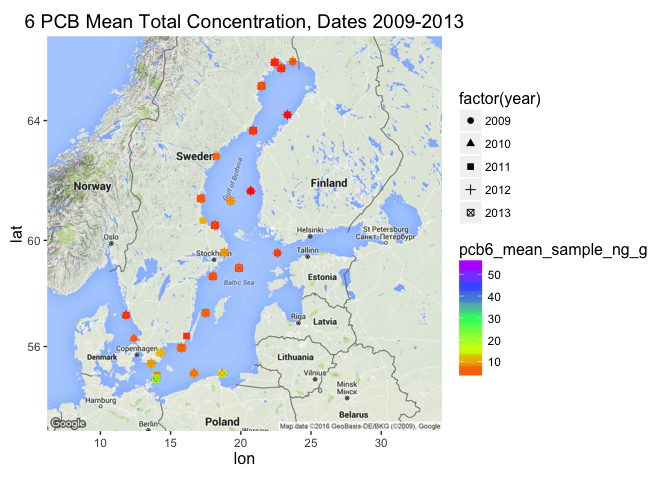 6 PCB Mean Total Concentration, Dates 2009-2013
lat
64
60
56
10
15
20
25
30
lon
Sweden
Norway
Finland
Gulf of Bothnia
Oslo
Helsinki
St Petersburg
Санкт-Петербург
Stockholm
Tallinn
Baltic Sea
Estonia
Riga
Latvia
Copenhagen
Denmark
Lithuania
Vilnius
Minsk
Мінск
Hamburg
Berlin
Poland
Warsaw
Belarus
Google
Map data ©2016 GeoBasis-DE/BKG (©2009), Google
factor(year)
2009
2010
2011
2012
2013
pcb6_mean_sample_ng_g
50
40
30
20
10